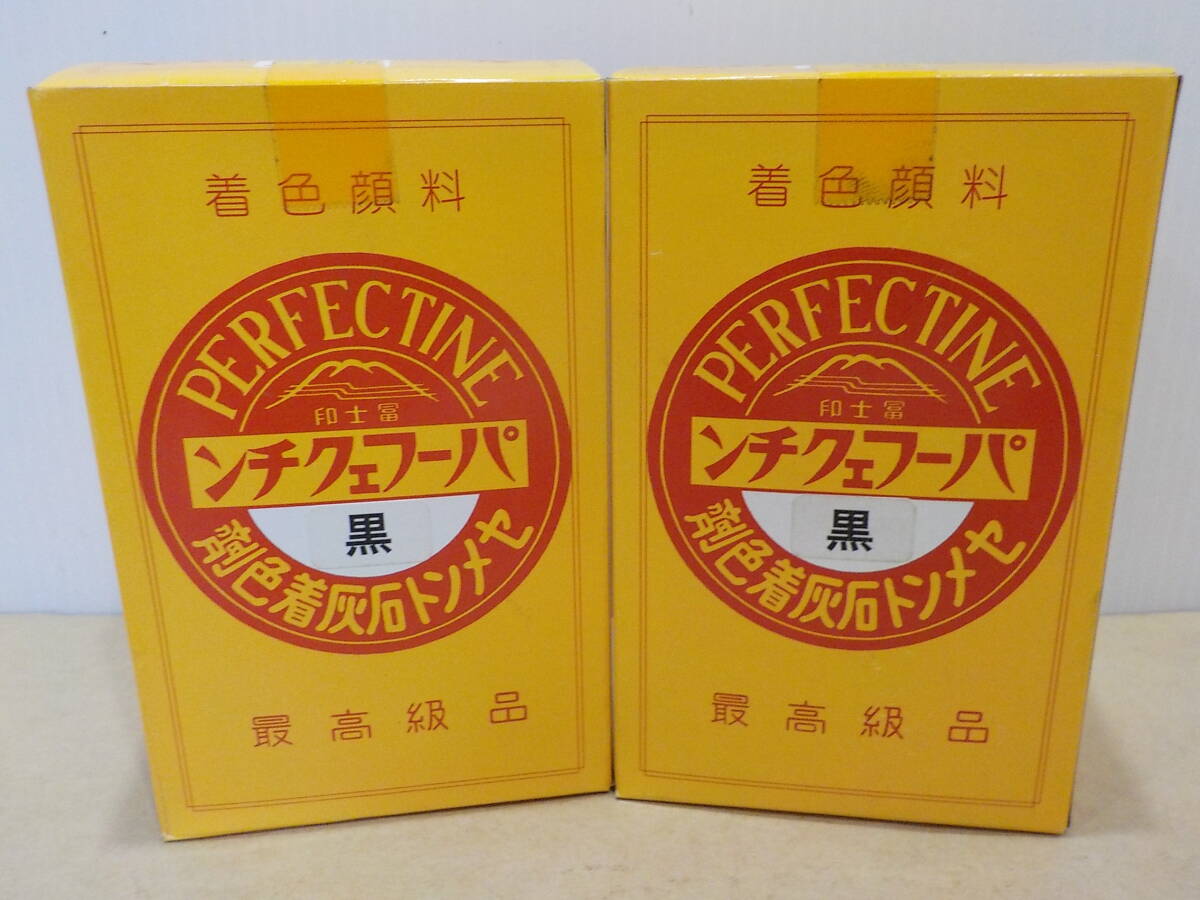 着色顔料
PERFECTINE
冨士印
パーフェクチン
黒
セメント石灰着色剤
最高級品
着色顔料
PERFECTINE
冨士印
パーフェクチン
黒
セメント石灰着色剤
最高級品